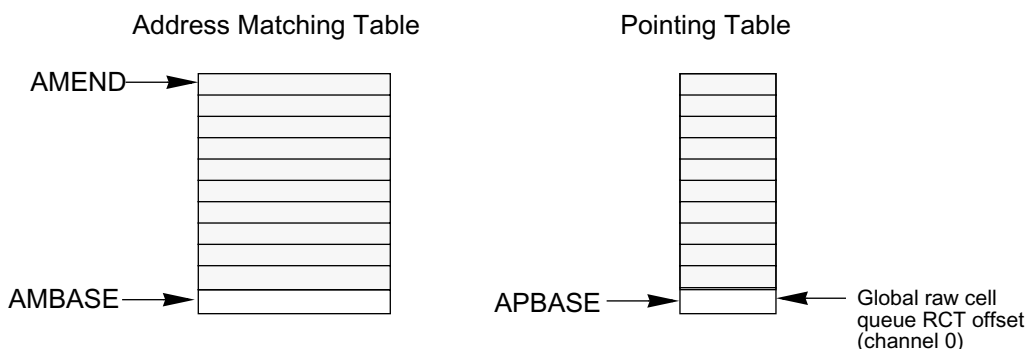 Address Matching Table
Pointing Table
AMEND
AMBASE
APBASE
Global raw cell
queue RCT offset
(channel 0)